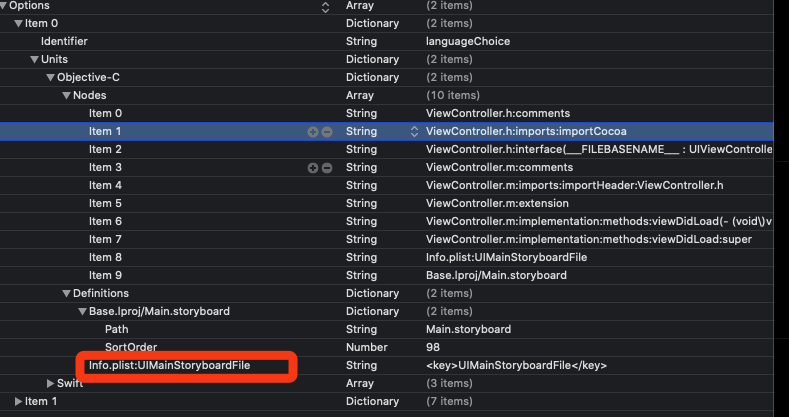 Options Array (2 items)
Item 0 Dictionary (2 items)
Identifier String languageChoice
Units Dictionary (2 items)
Objective-C Dictionary (2 items)
Nodes Array (10 items)
Item 0 String ViewController.h:comments
Item 1 String ViewController.h:imports:importCocoa
Item 2 String ViewController.h:interface(___FILEBASENAME___ : UIViewControlle
Item 3 String ViewController.m:comments
Item 4 String ViewController.m:imports:importHeader:ViewController.h
Item 5 String ViewController.m:extension
Item 6 String ViewController.m:implementation:methods:viewDidLoad(- (void\)v
Item 7 String ViewController.m:implementation:methods:viewDidLoad:super
Item 8 String Info.plist:UIMainStoryboardFile
Item 9 String Base.lproj/Main.storyboard
Definitions Dictionary (2 items)
Base.lproj/Main.storyboard Dictionary (2 items)
Path String Main.storyboard
SortOrder Number 98
Info.plist:UIMainStoryboardFile String <key>UIMainStoryboardFile</key>
Swift Array (3 items)
Item 1 Dictionary (7 items)